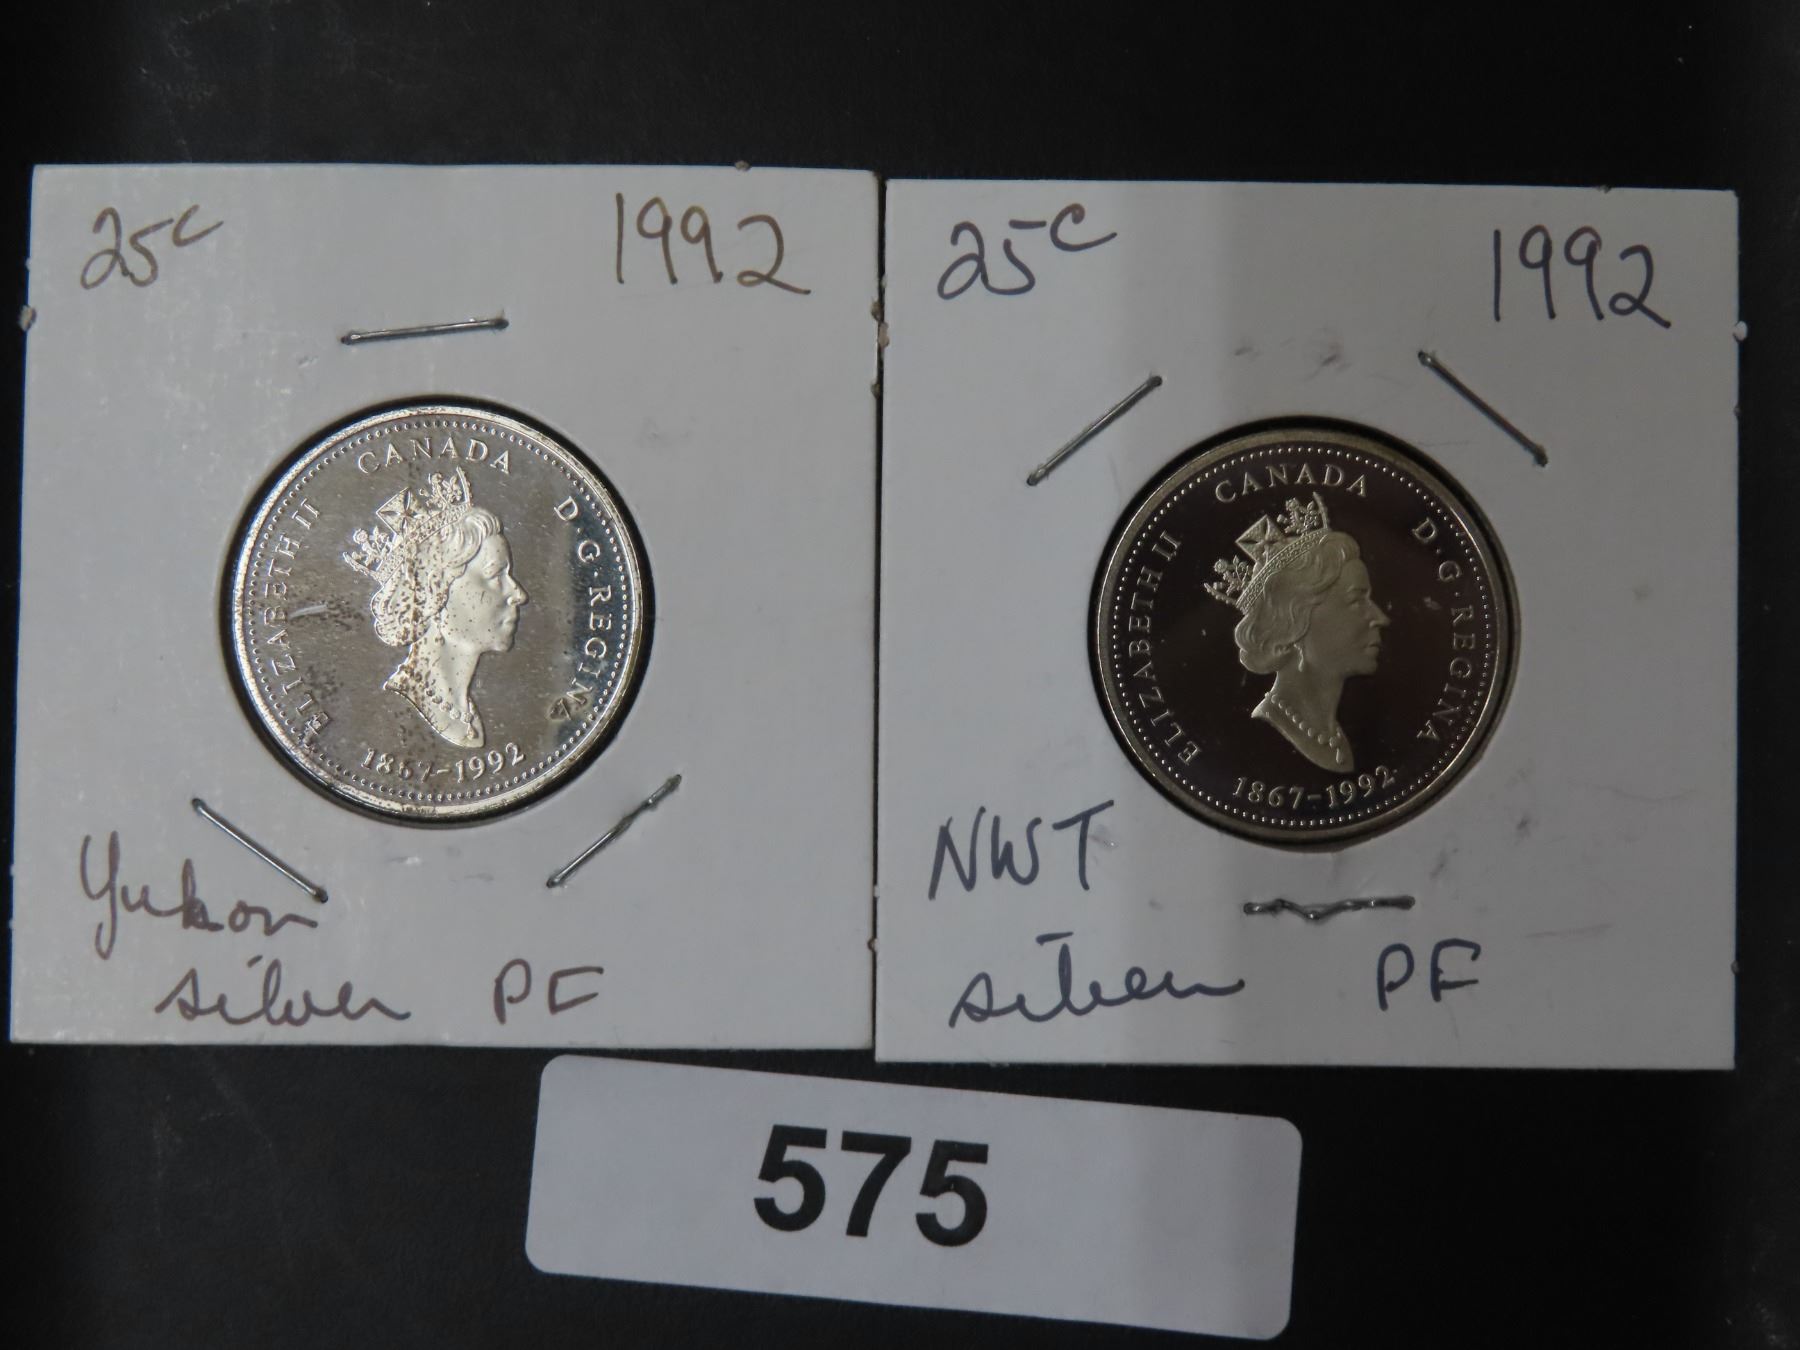 25c 1992
ELIZABETH II CANADA D·G·REGINA
1867-1992
Yukon
silver PF
25c 1992
ELIZABETH II CANADA D·G·REGINA
1867-1992
NWT
silver PF
575